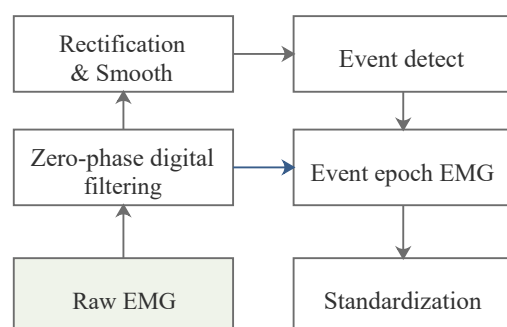 Rectification
& Smooth
Event detect
Zero-phase digital
filtering
Event epoch EMG
Raw EMG
Standardization